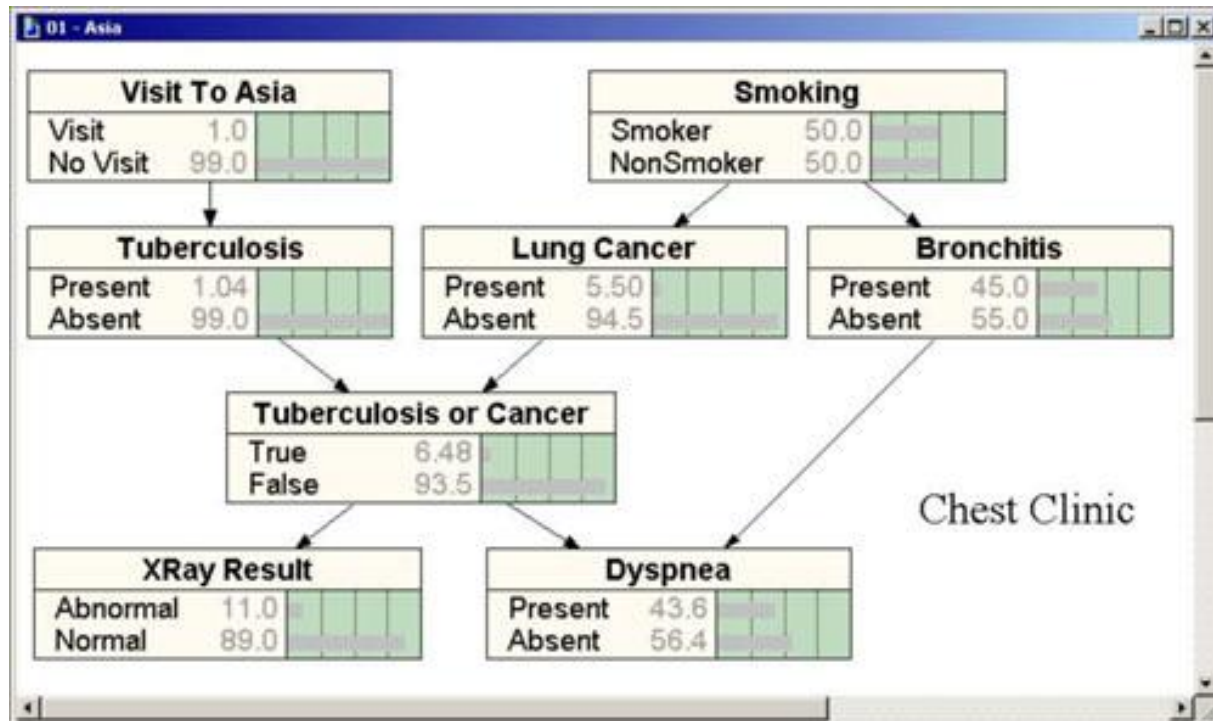 01 - Asia
Visit To Asia
Visit 1.0
No Visit 99.0
Smoking
Smoker 50.0
NonSmoker 50.0
Tuberculosis
Present 1.04
Absent 99.0
Lung Cancer
Present 5.50
Absent 94.5
Bronchitis
Present 45.0
Absent 55.0
Tuberculosis or Cancer
True 6.48
False 93.5
Chest Clinic
XRay Result
Abnormal 11.0
Normal 89.0
Dyspnea
Present 43.6
Absent 56.4